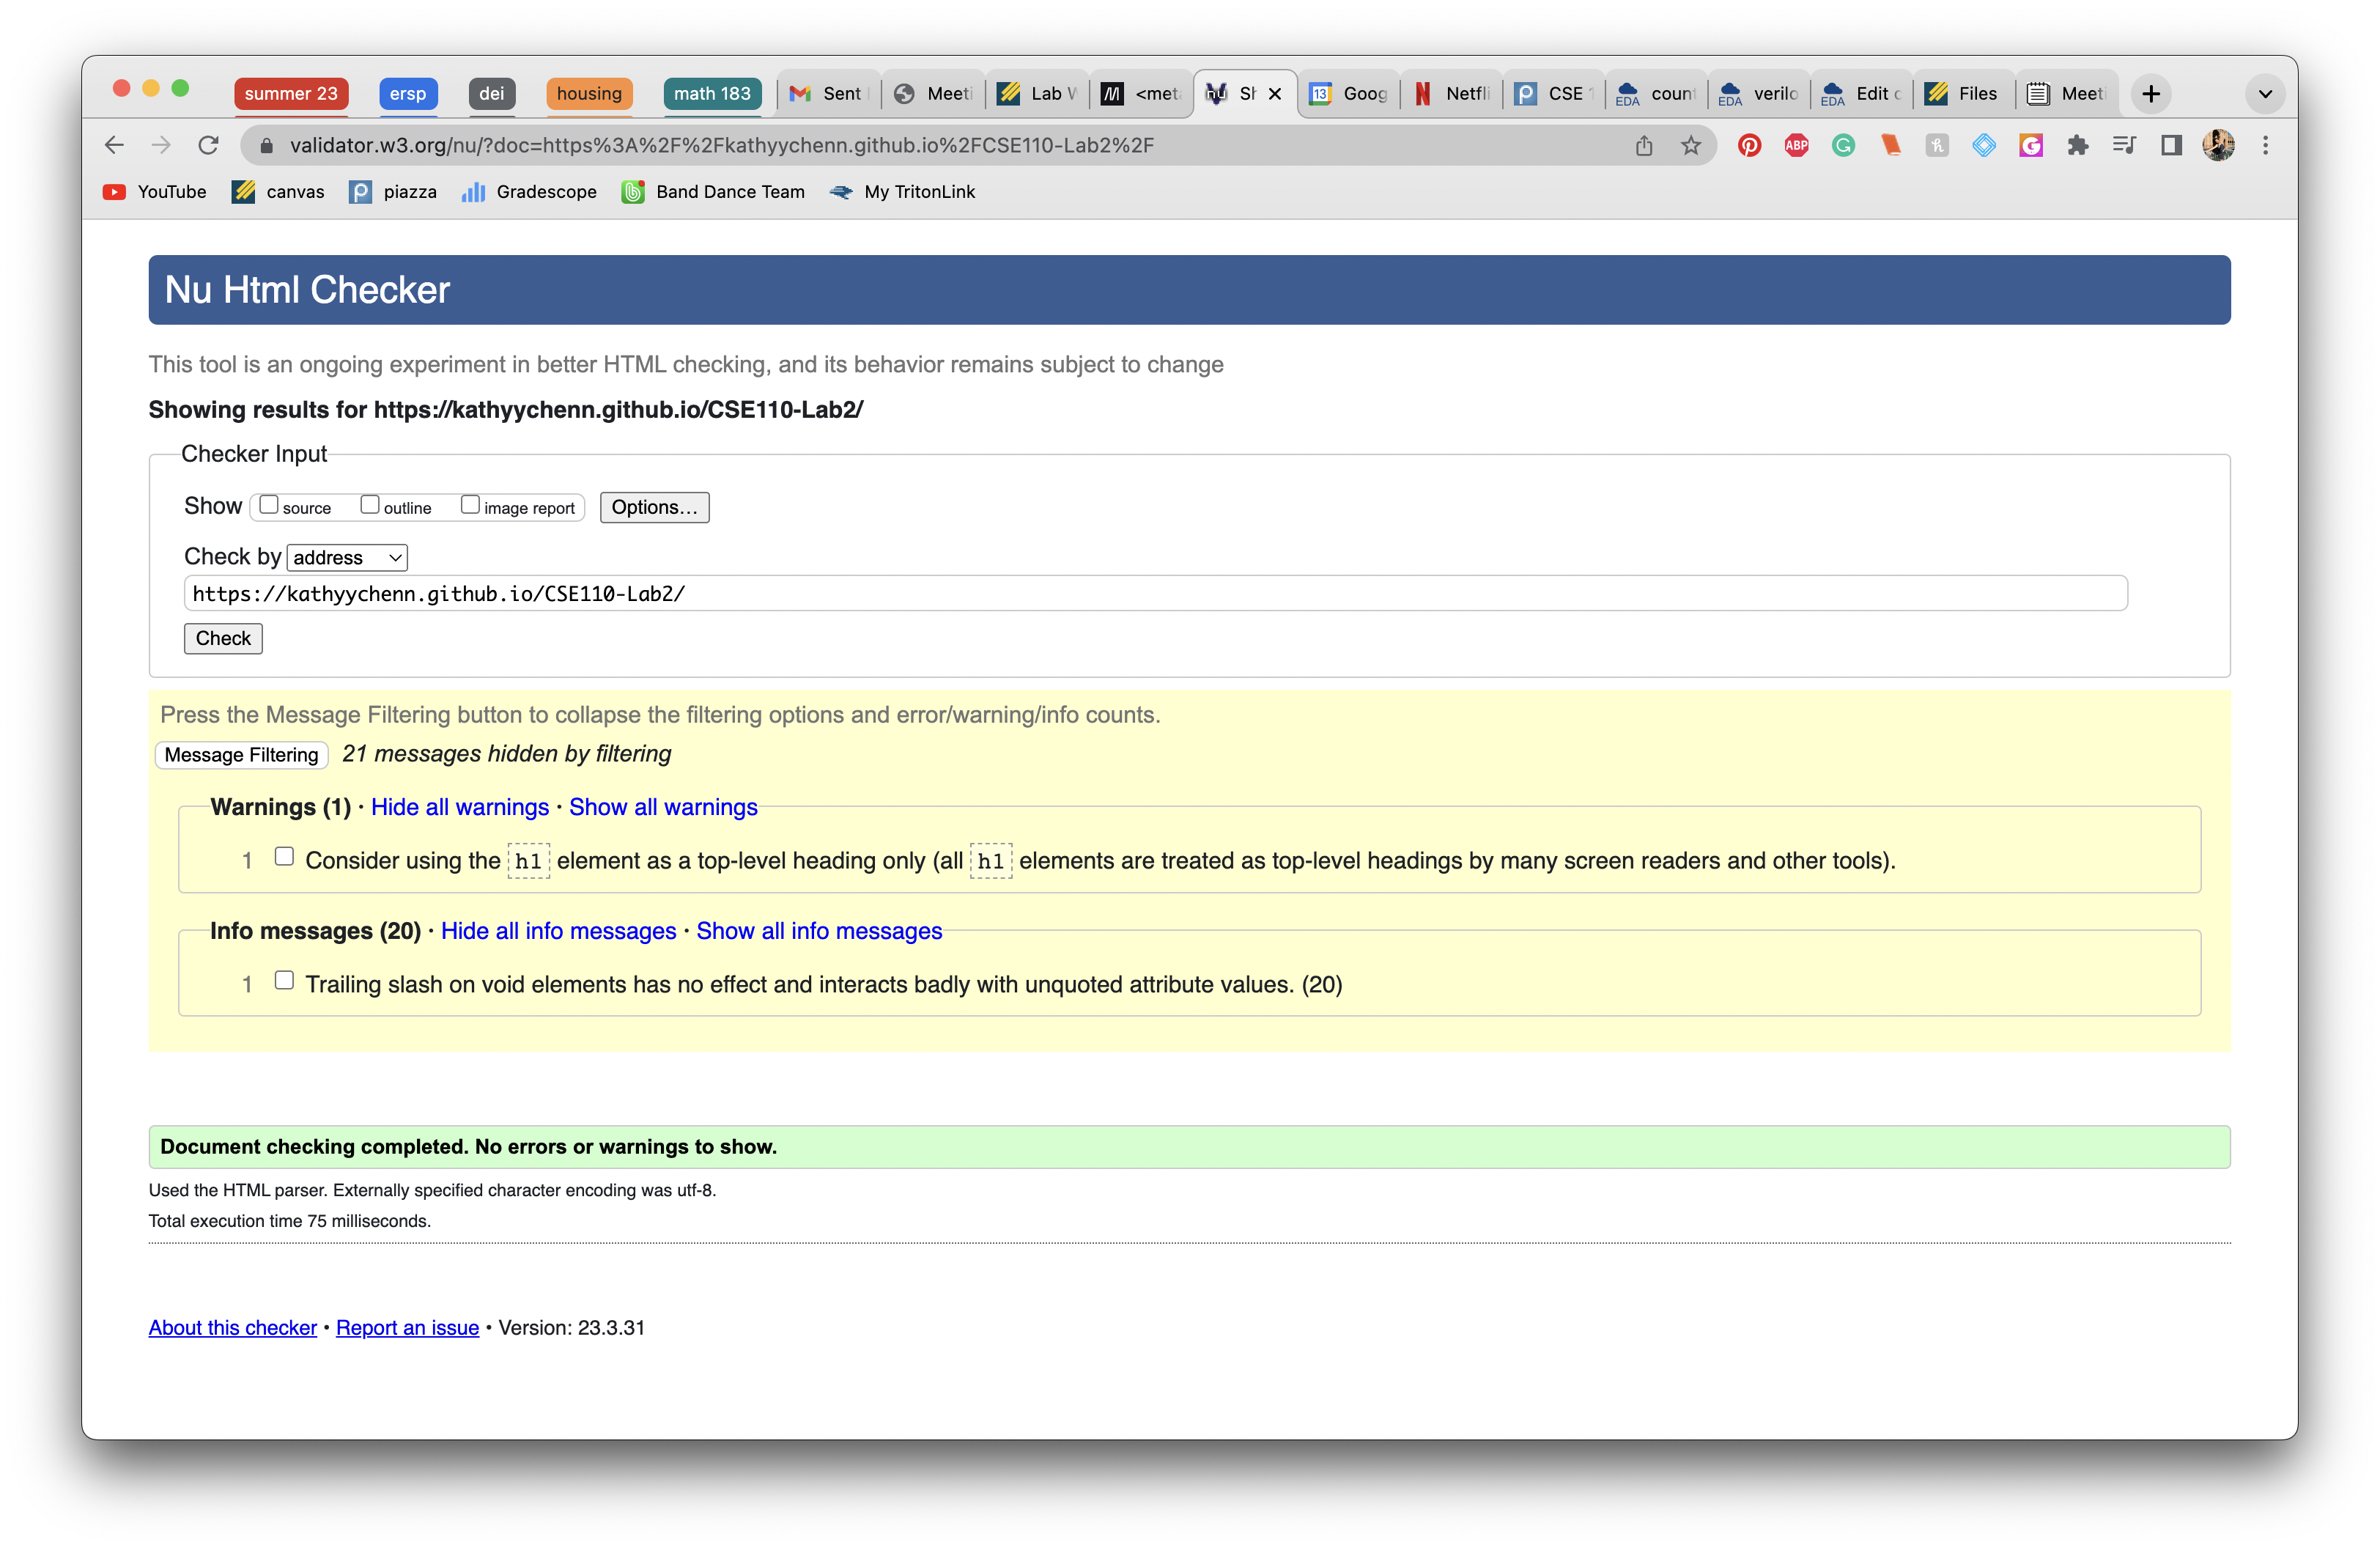 summer 23 ersp dei housing math 183 Sent Meeti Lab W <met Sh Goog Netfli CSE 1 count verilo Edit c Files Meeti
validator.w3.org/nu/?doc=https%3A%2F%2Fkathyychenn.github.io%2FCSE110-Lab2%2F
YouTube canvas piazza Gradescope Band Dance Team My TritonLink
Nu Html Checker
This tool is an ongoing experiment in better HTML checking, and its behavior remains subject to change
Showing results for https://kathyychenn.github.io/CSE110-Lab2/
Checker Input
Show source outline image report Options...
Check by address
https://kathyychenn.github.io/CSE110-Lab2/
Check
Press the Message Filtering button to collapse the filtering options and error/warning/info counts.
Message Filtering 21 messages hidden by filtering
Warnings (1) · Hide all warnings · Show all warnings
1 Consider using the h1 element as a top-level heading only (all h1 elements are treated as top-level headings by many screen readers and other tools).
Info messages (20) · Hide all info messages · Show all info messages
1 Trailing slash on void elements has no effect and interacts badly with unquoted attribute values. (20)
Document checking completed. No errors or warnings to show.
Used the HTML parser. Externally specified character encoding was utf-8.
Total execution time 75 milliseconds.
About this checker • Report an issue • Version: 23.3.31